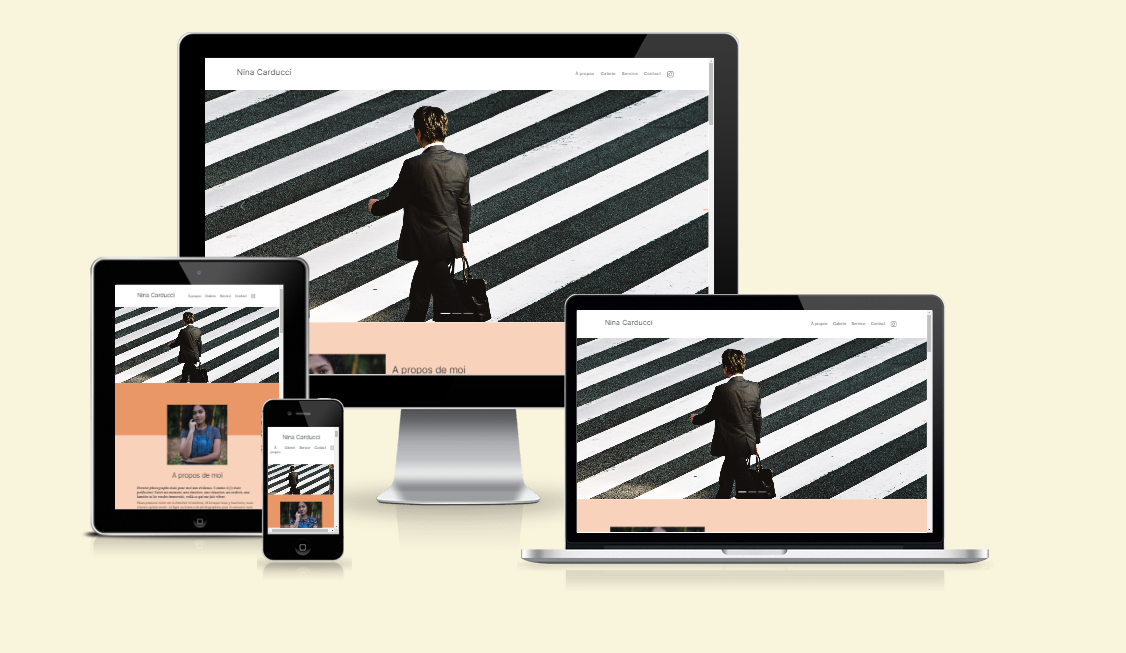 Nina Carducci
À propos Galerie Service Contact
A propos de moi
Nina Carducci
À propos Galerie Service Contact
A propos de moi
Nina Carducci
À propos
Galerie Service Contact
Nina Carducci
À propos Galerie Service Contact